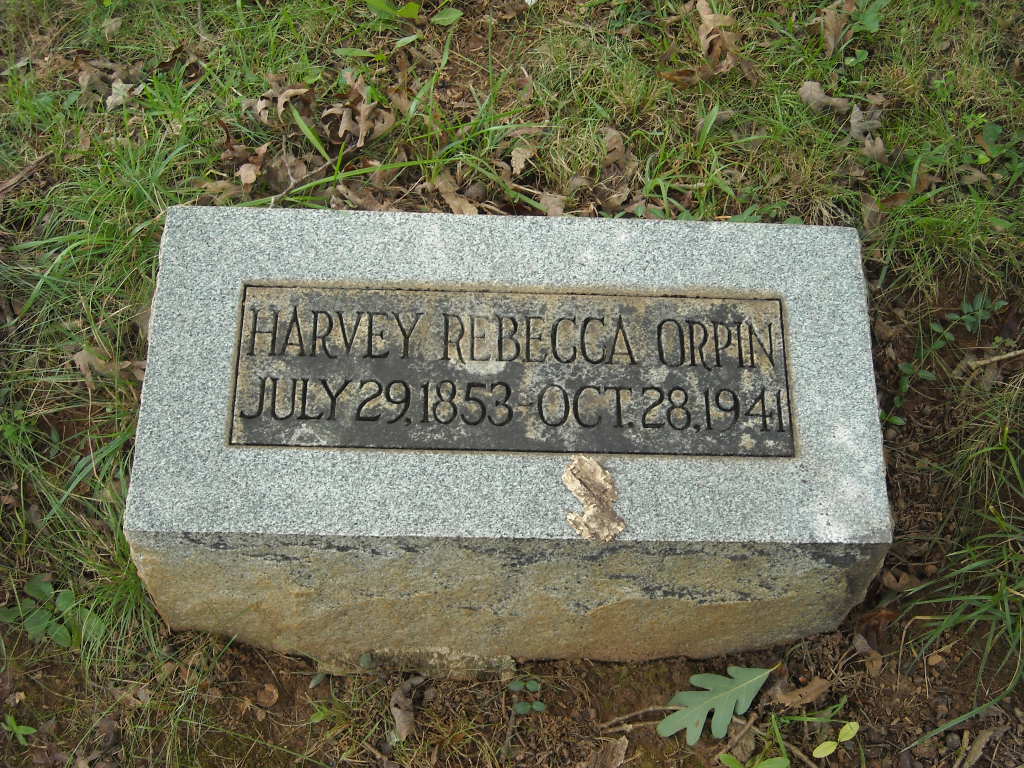 HARVEY REBECCA ORPIN
JULY 29, 1853 - OCT. 28, 1941